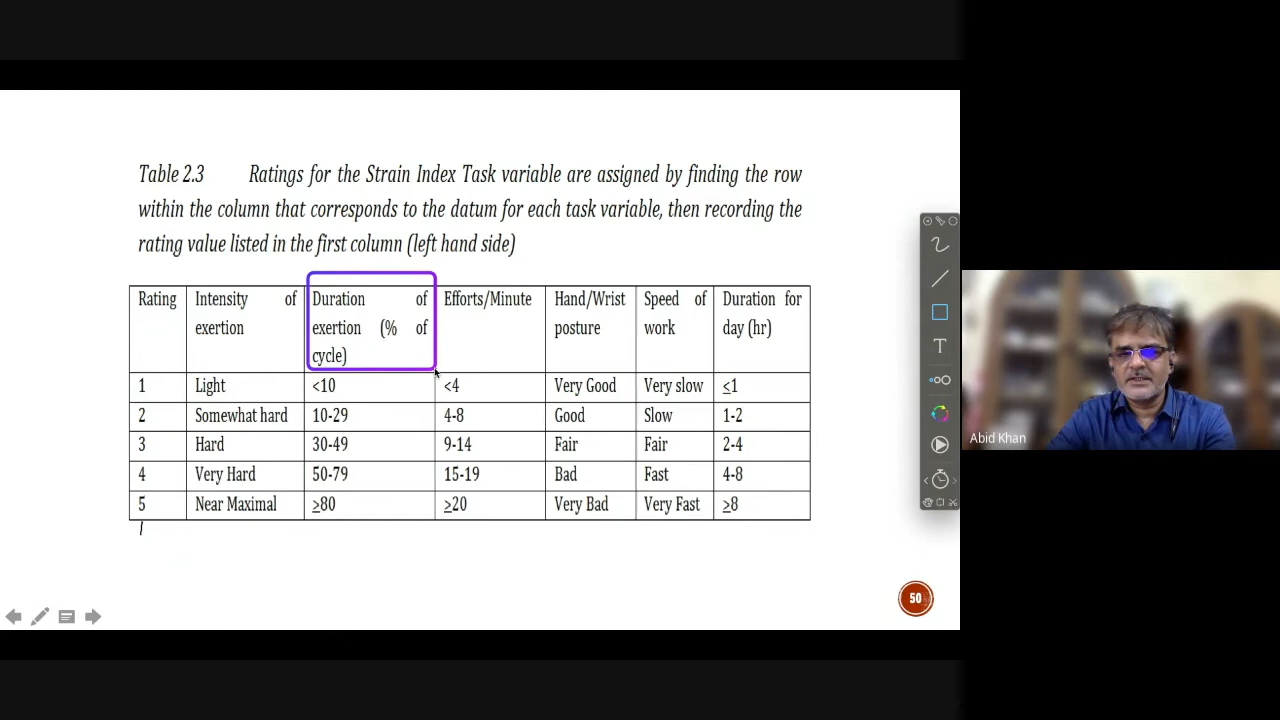 Table 2.3 Ratings for the Strain Index Task variable are assigned by finding the row
within the column that corresponds to the datum for each task variable, then recording the
rating value listed in the first column (left hand side)
Rating Intensity of exertion Duration of exertion (% of cycle) Efforts/Minute Hand/Wrist posture Speed of work Duration for day (hr)
1 Light <10 <4 Very Good Very slow ≤1
2 Somewhat hard 10-29 4-8 Good Slow 1-2
3 Hard 30-49 9-14 Fair Fair 2-4
4 Very Hard 50-79 15-19 Bad Fast 4-8
5 Near Maximal ≥80 ≥20 Very Bad Very Fast ≥8
T
Abid Khan
50